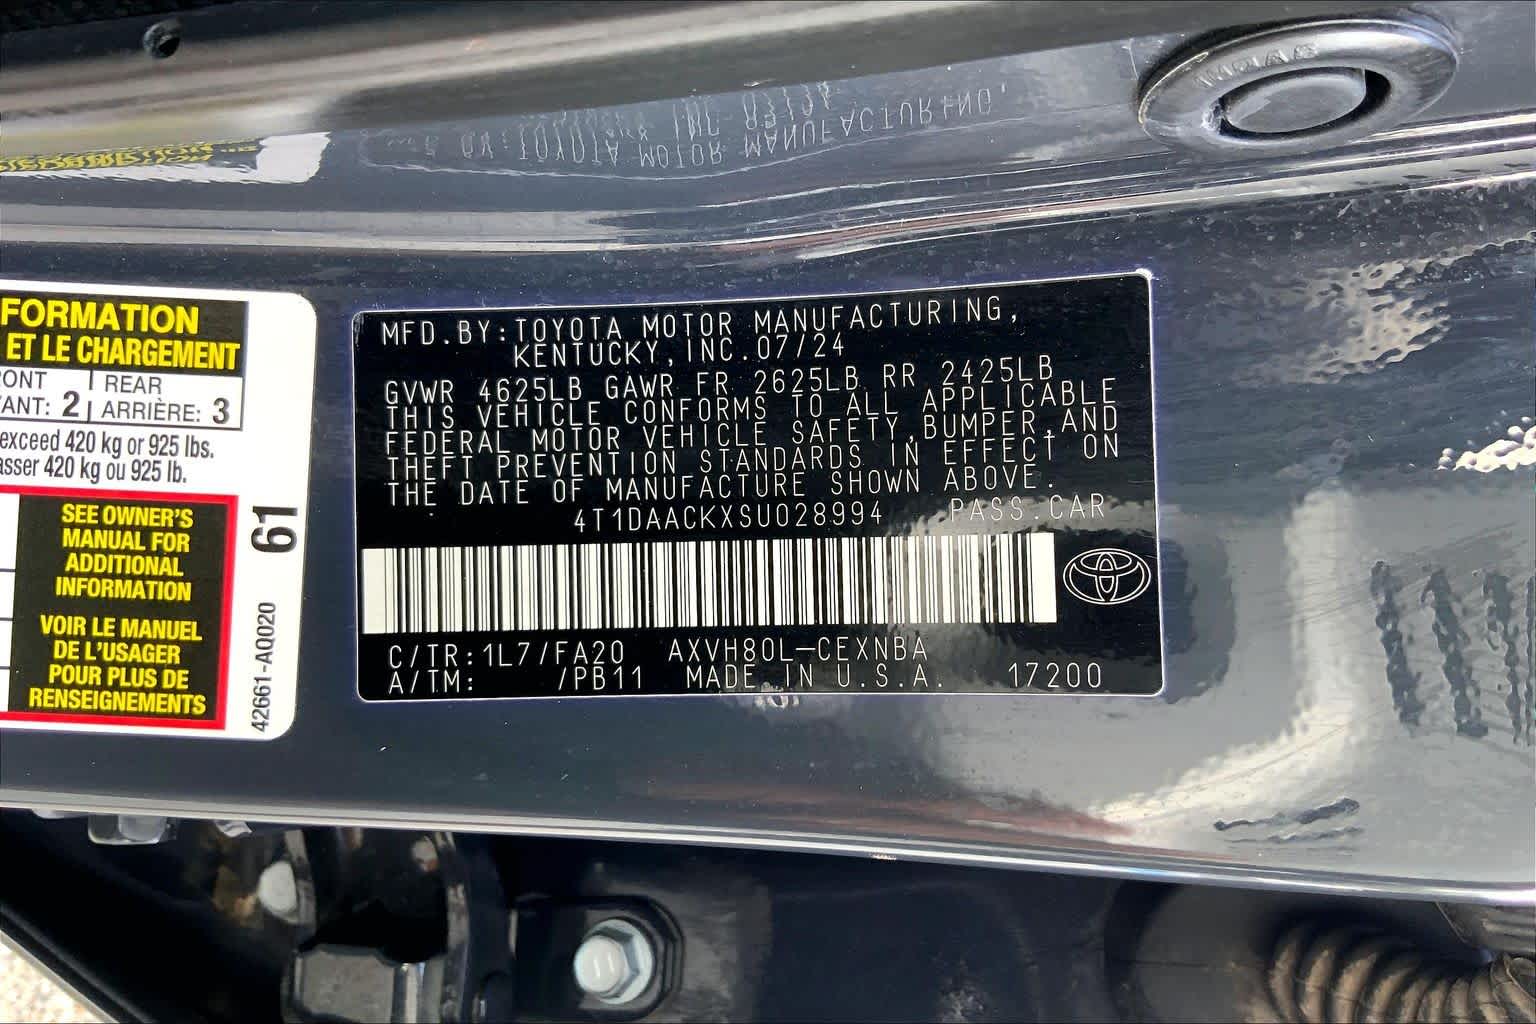 FORMATION
ET LE CHARGEMENT
RONT 2 REAR 3
VANT: ARRIÈRE:
exceed 420 kg or 925 lbs.
asser 420 kg ou 925 lb.
SEE OWNER'S
MANUAL FOR
ADDITIONAL
INFORMATION
VOIR LE MANUEL
DE L'USAGER
POUR PLUS DE
RENSEIGNEMENTS
61
42661-A0020
MFD.BY:TOYOTA MOTOR MANUFACTURING,
KENTUCKY,INC.07/24
GVWR 4625LB GAWR FR 2625LB RR 2425LB
THIS VEHICLE CONFORMS TO ALL APPLICABLE
FEDERAL MOTOR VEHICLE SAFETY,BUMPER,AND
THEFT PREVENTION STANDARDS IN EFFECT ON
THE DATE OF MANUFACTURE SHOWN ABOVE.
4T1DAACKXSU028994 PASS.CAR
C/TR:1L7/FA20 AXVH80L-CEXNBA
A/TM: /PB11 MADE IN U.S.A. 17200